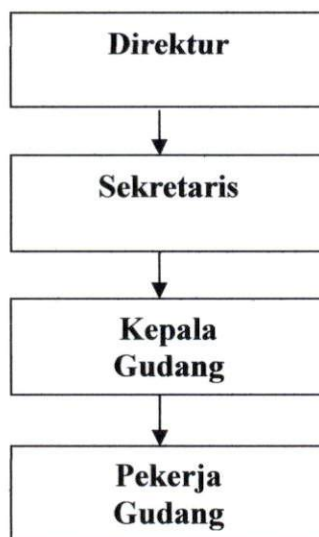 Direktur
Sekretaris
Kepala
Gudang
Pekerja
Gudang